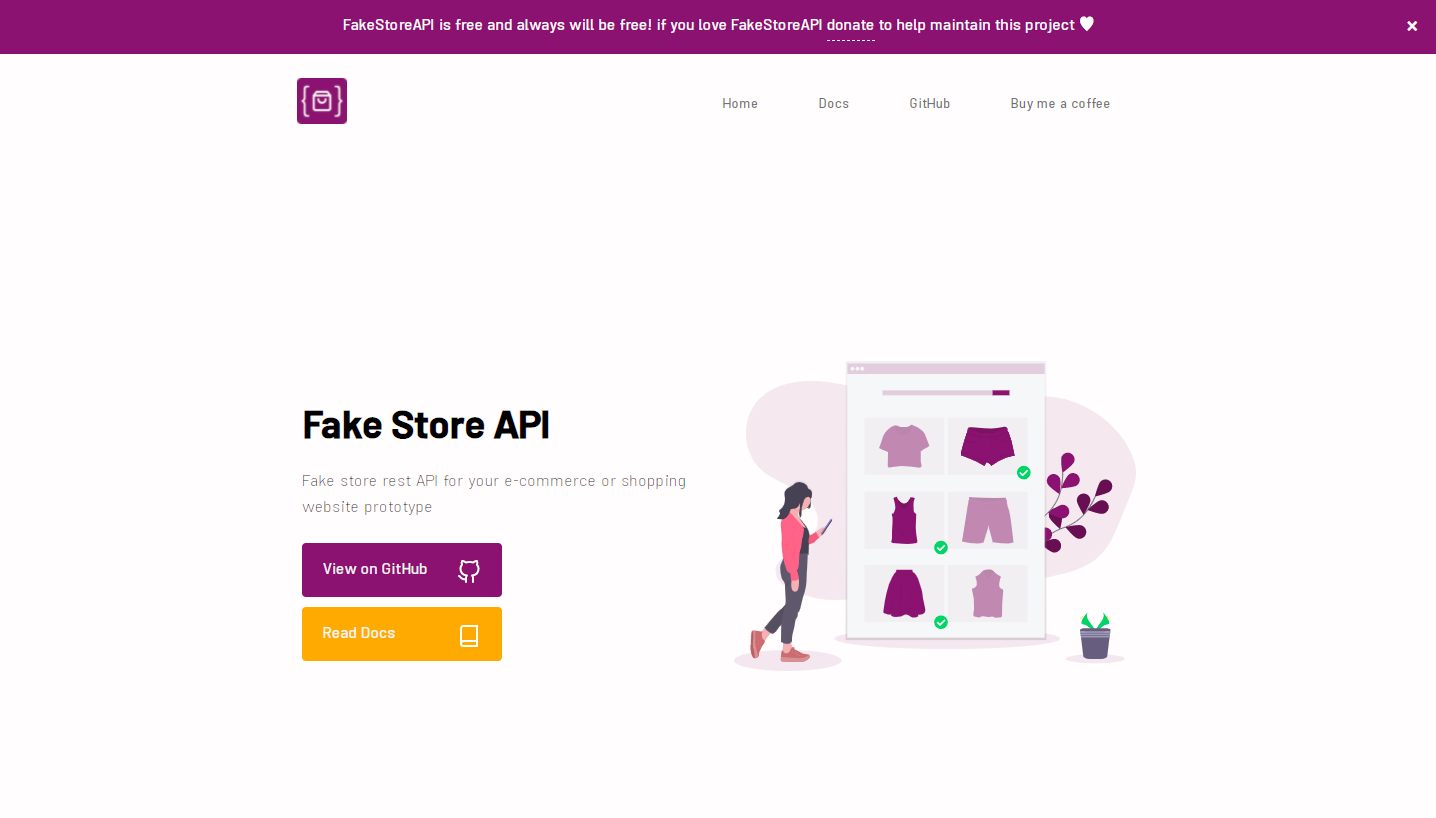 FakeStoreAPI is free and always will be free! if you love FakeStoreAPI donate to help maintain this project ♥
×
Home
Docs
GitHub
Buy me a coffee
Fake Store API
Fake store rest API for your e-commerce or shopping
website prototype
View on GitHub
Read Docs